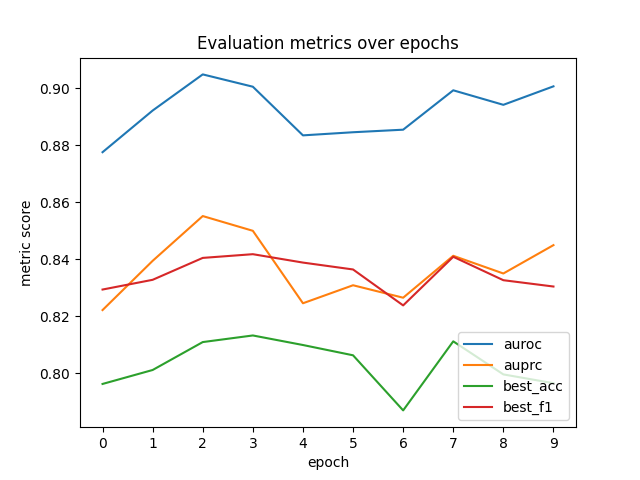 Evaluation metrics over epochs
metric score
0.90
0.88
0.86
0.84
0.82
0.80
auroc
auprc
best_acc
best_f1
0 1 2 3 4 5 6 7 8 9
epoch